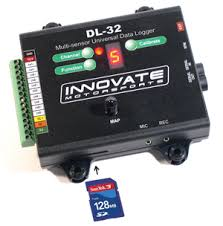 DL-32
Multi-sensor Universal Data Logger
Channel
Function
5
Calibrate
INNOVATE
MOTORSPORTS
MAP
MIC
REC
SanDisk
128MB
SD